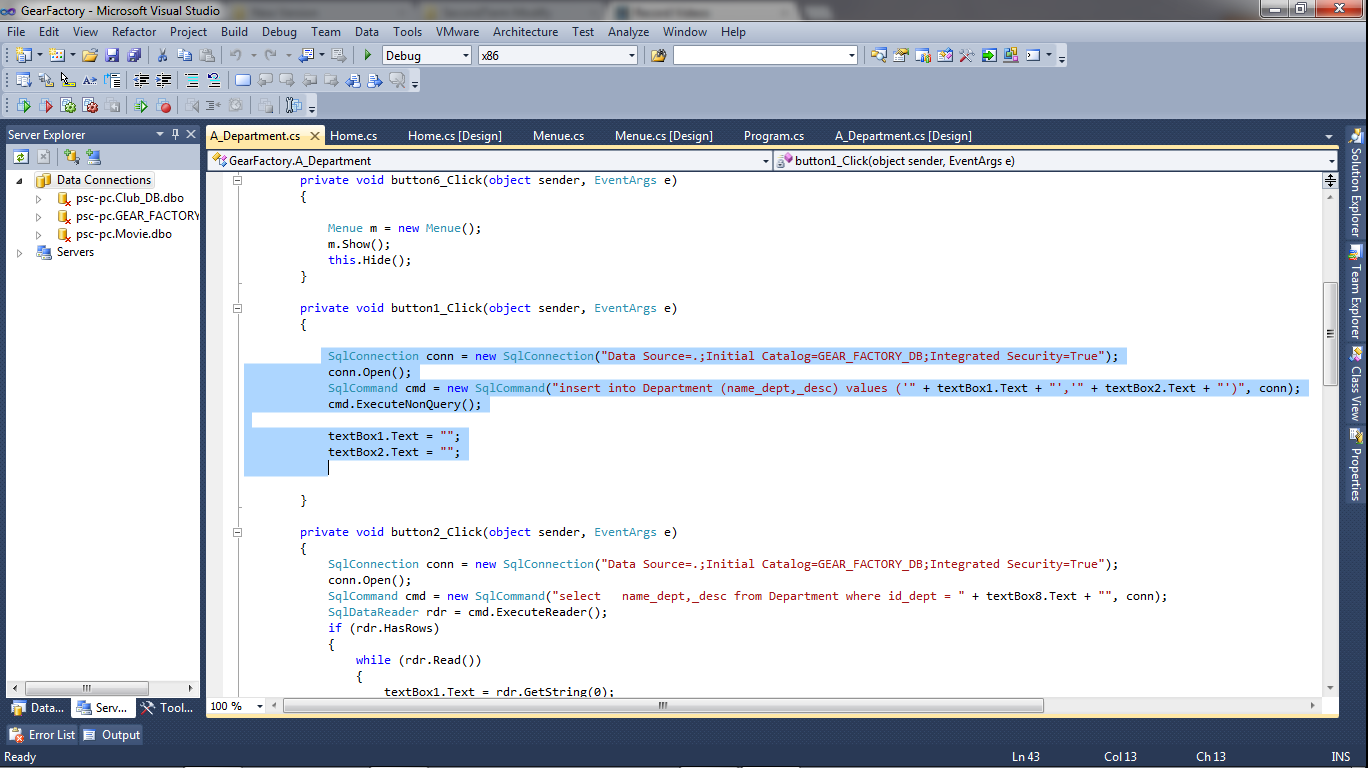 GearFactory - Microsoft Visual Studio
File Edit View Refactor Project Build Debug Team Data Tools VMware Architecture Test Analyze Window Help
Debug x86
Server Explorer
A_Department.cs Home.cs Home.cs [Design] Menue.cs Menue.cs [Design] Program.cs A_Department.cs [Design]
GearFactory.A_Department button1_Click(object sender, EventArgs e)
Data Connections
psc-pc.Club_DB.dbo
psc-pc.GEAR_FACTORY
psc-pc.Movie.dbo
Servers
private void button6_Click(object sender, EventArgs e)
{
Menue m = new Menue();
m.Show();
this.Hide();
}
private void button1_Click(object sender, EventArgs e)
{
SqlConnection conn = new SqlConnection("Data Source=.;Initial Catalog=GEAR_FACTORY_DB;Integrated Security=True");
conn.Open();
SqlCommand cmd = new SqlCommand("insert into Department (name_dept,_desc) values ('" + textBox1.Text + "','" + textBox2.Text + "')", conn);
cmd.ExecuteNonQuery();
textBox1.Text = "";
textBox2.Text = "";
}
private void button2_Click(object sender, EventArgs e)
{
SqlConnection conn = new SqlConnection("Data Source=.;Initial Catalog=GEAR_FACTORY_DB;Integrated Security=True");
conn.Open();
SqlCommand cmd = new SqlCommand("select   name_dept,_desc from Department where id_dept = " + textBox8.Text + "", conn);
SqlDataReader rdr = cmd.ExecuteReader();
if (rdr.HasRows)
{
while (rdr.Read())
{
textBox1.Text = rdr.GetString(0);
Solution Explorer
Team Explorer
Class View
Properties
100 %
Data... Serv... Tool...
Error List Output
Ready Ln 43 Col 13 Ch 13 INS